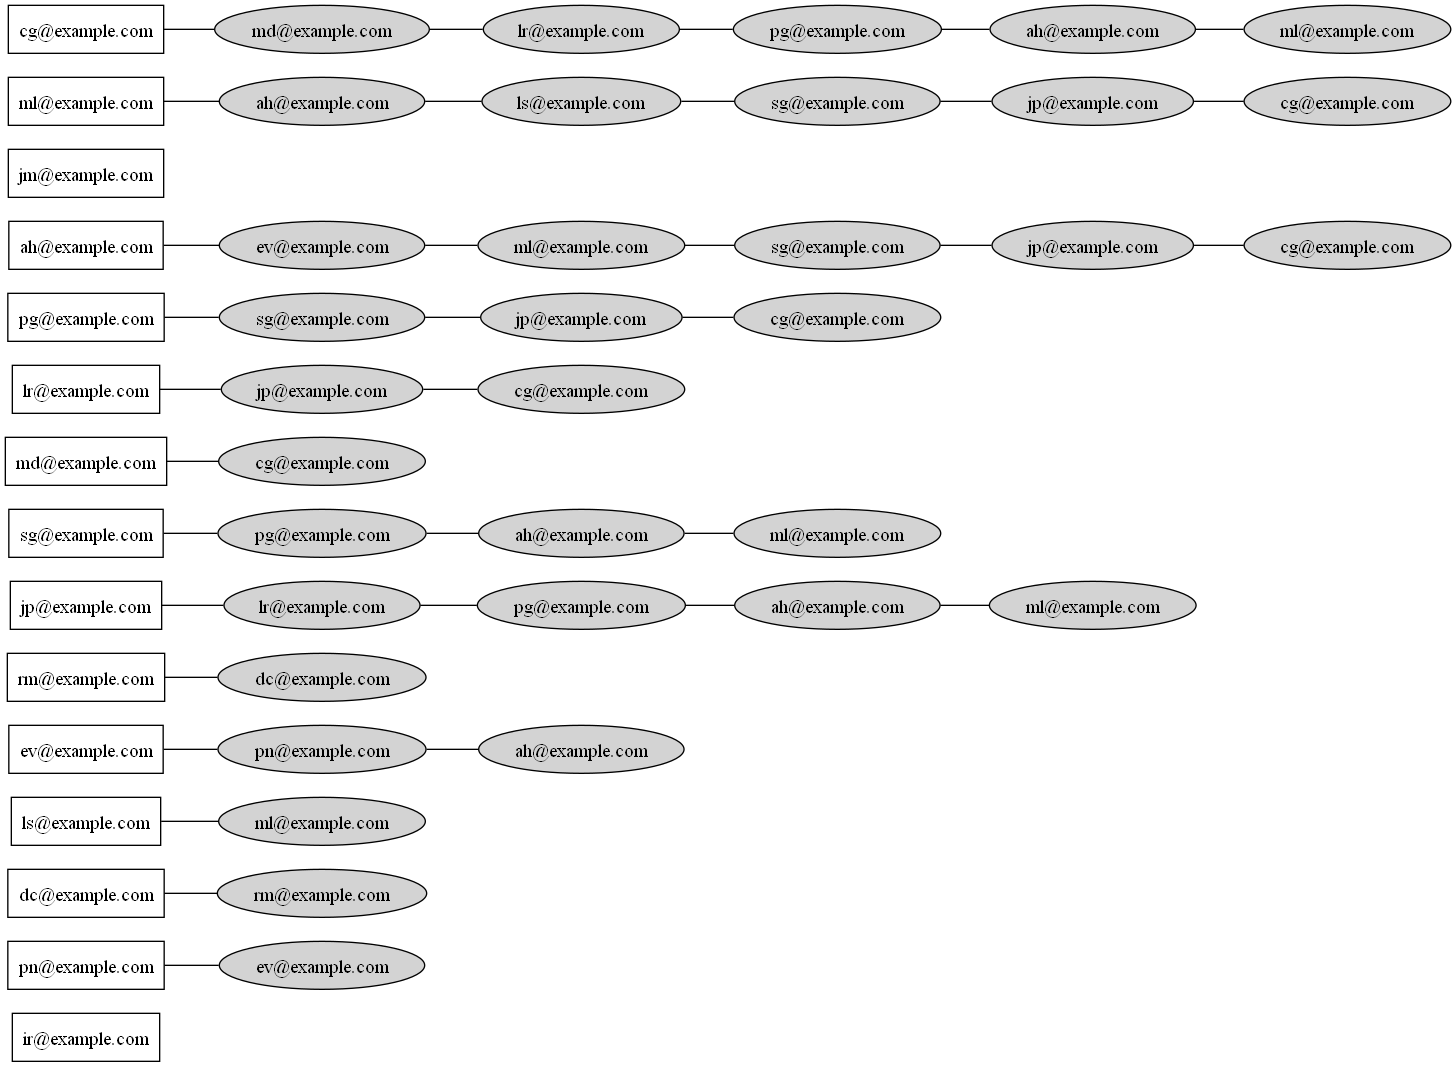 cg@example.com md@example.com lr@example.com pg@example.com ah@example.com ml@example.com
ml@example.com ah@example.com ls@example.com sg@example.com jp@example.com cg@example.com
jm@example.com
ah@example.com ev@example.com ml@example.com sg@example.com jp@example.com cg@example.com
pg@example.com sg@example.com jp@example.com cg@example.com
lr@example.com jp@example.com cg@example.com
md@example.com cg@example.com
sg@example.com pg@example.com ah@example.com ml@example.com
jp@example.com lr@example.com pg@example.com ah@example.com ml@example.com
rm@example.com dc@example.com
ev@example.com pn@example.com ah@example.com
ls@example.com ml@example.com
dc@example.com rm@example.com
pn@example.com ev@example.com
ir@example.com